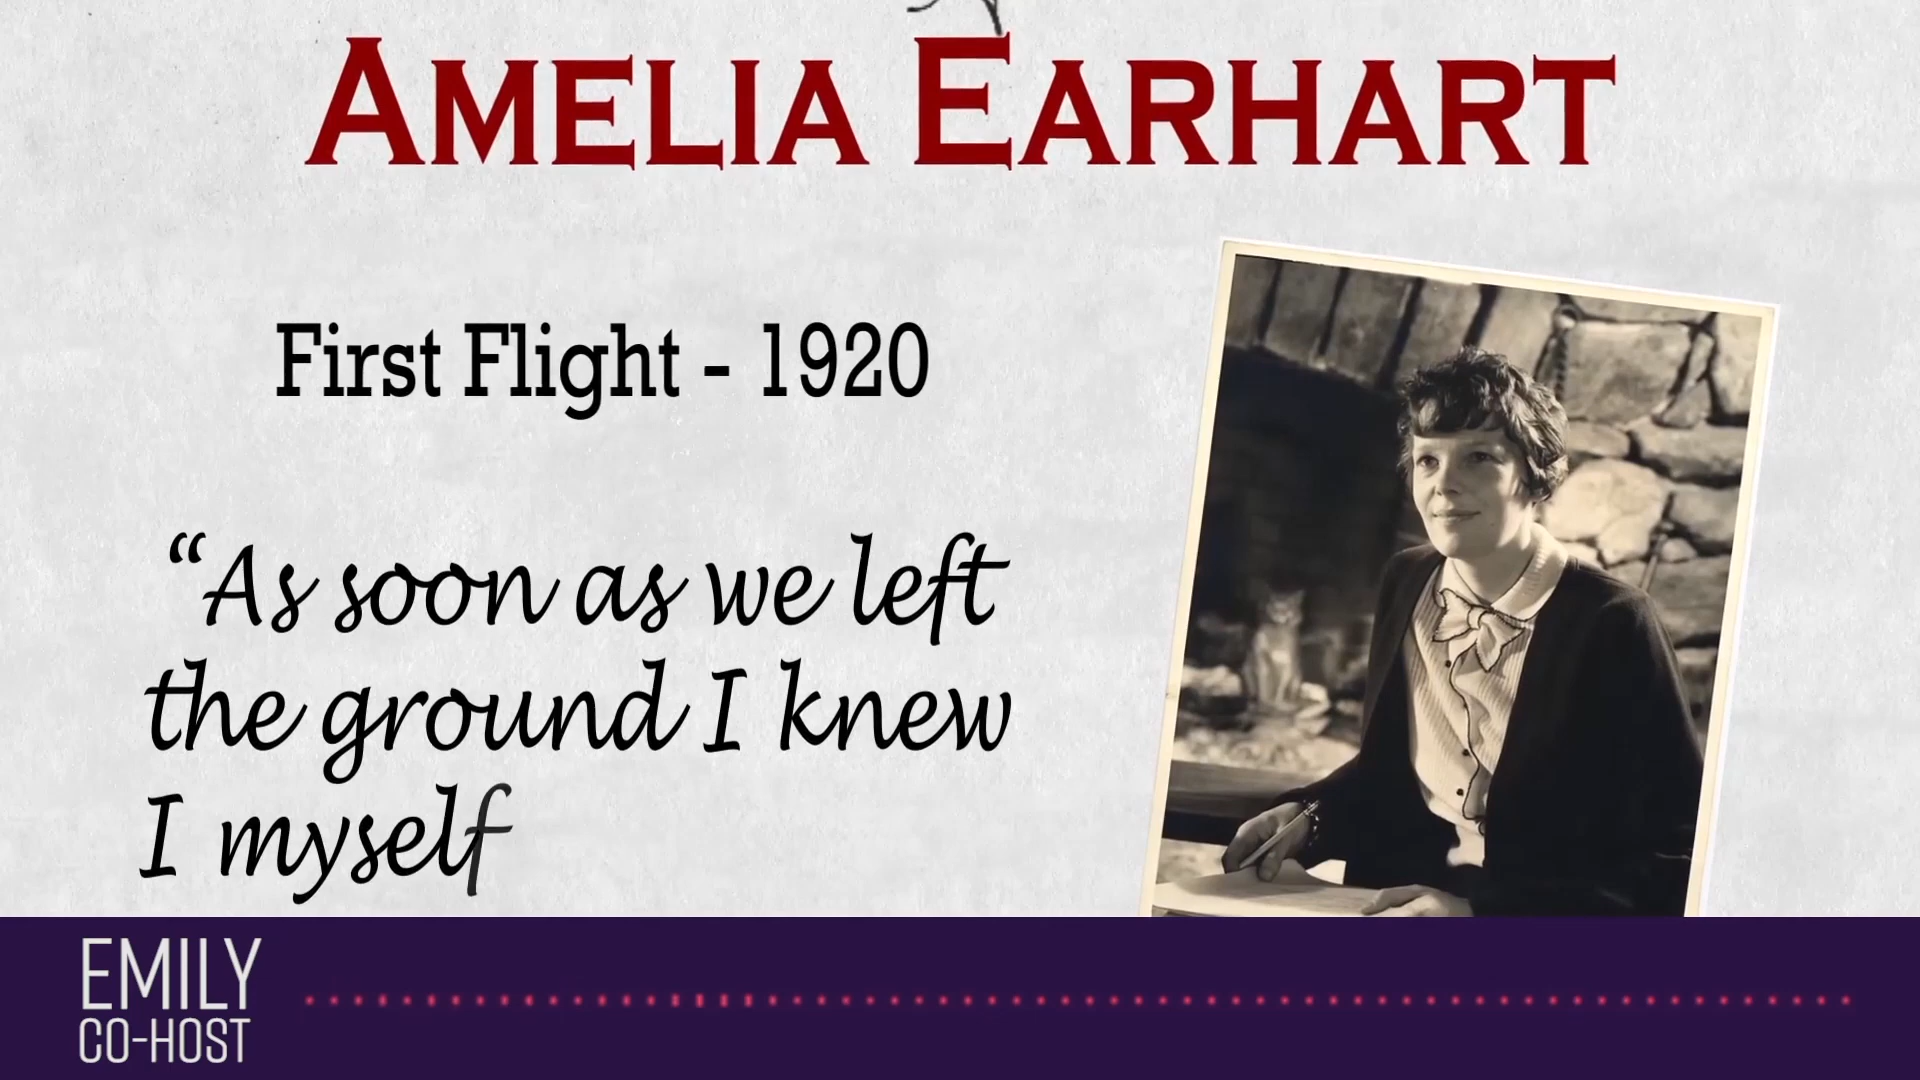 AMELIA EARHART
First Flight - 1920
“As soon as we left
the ground I knew
I myself
EMILY
CO-HOST